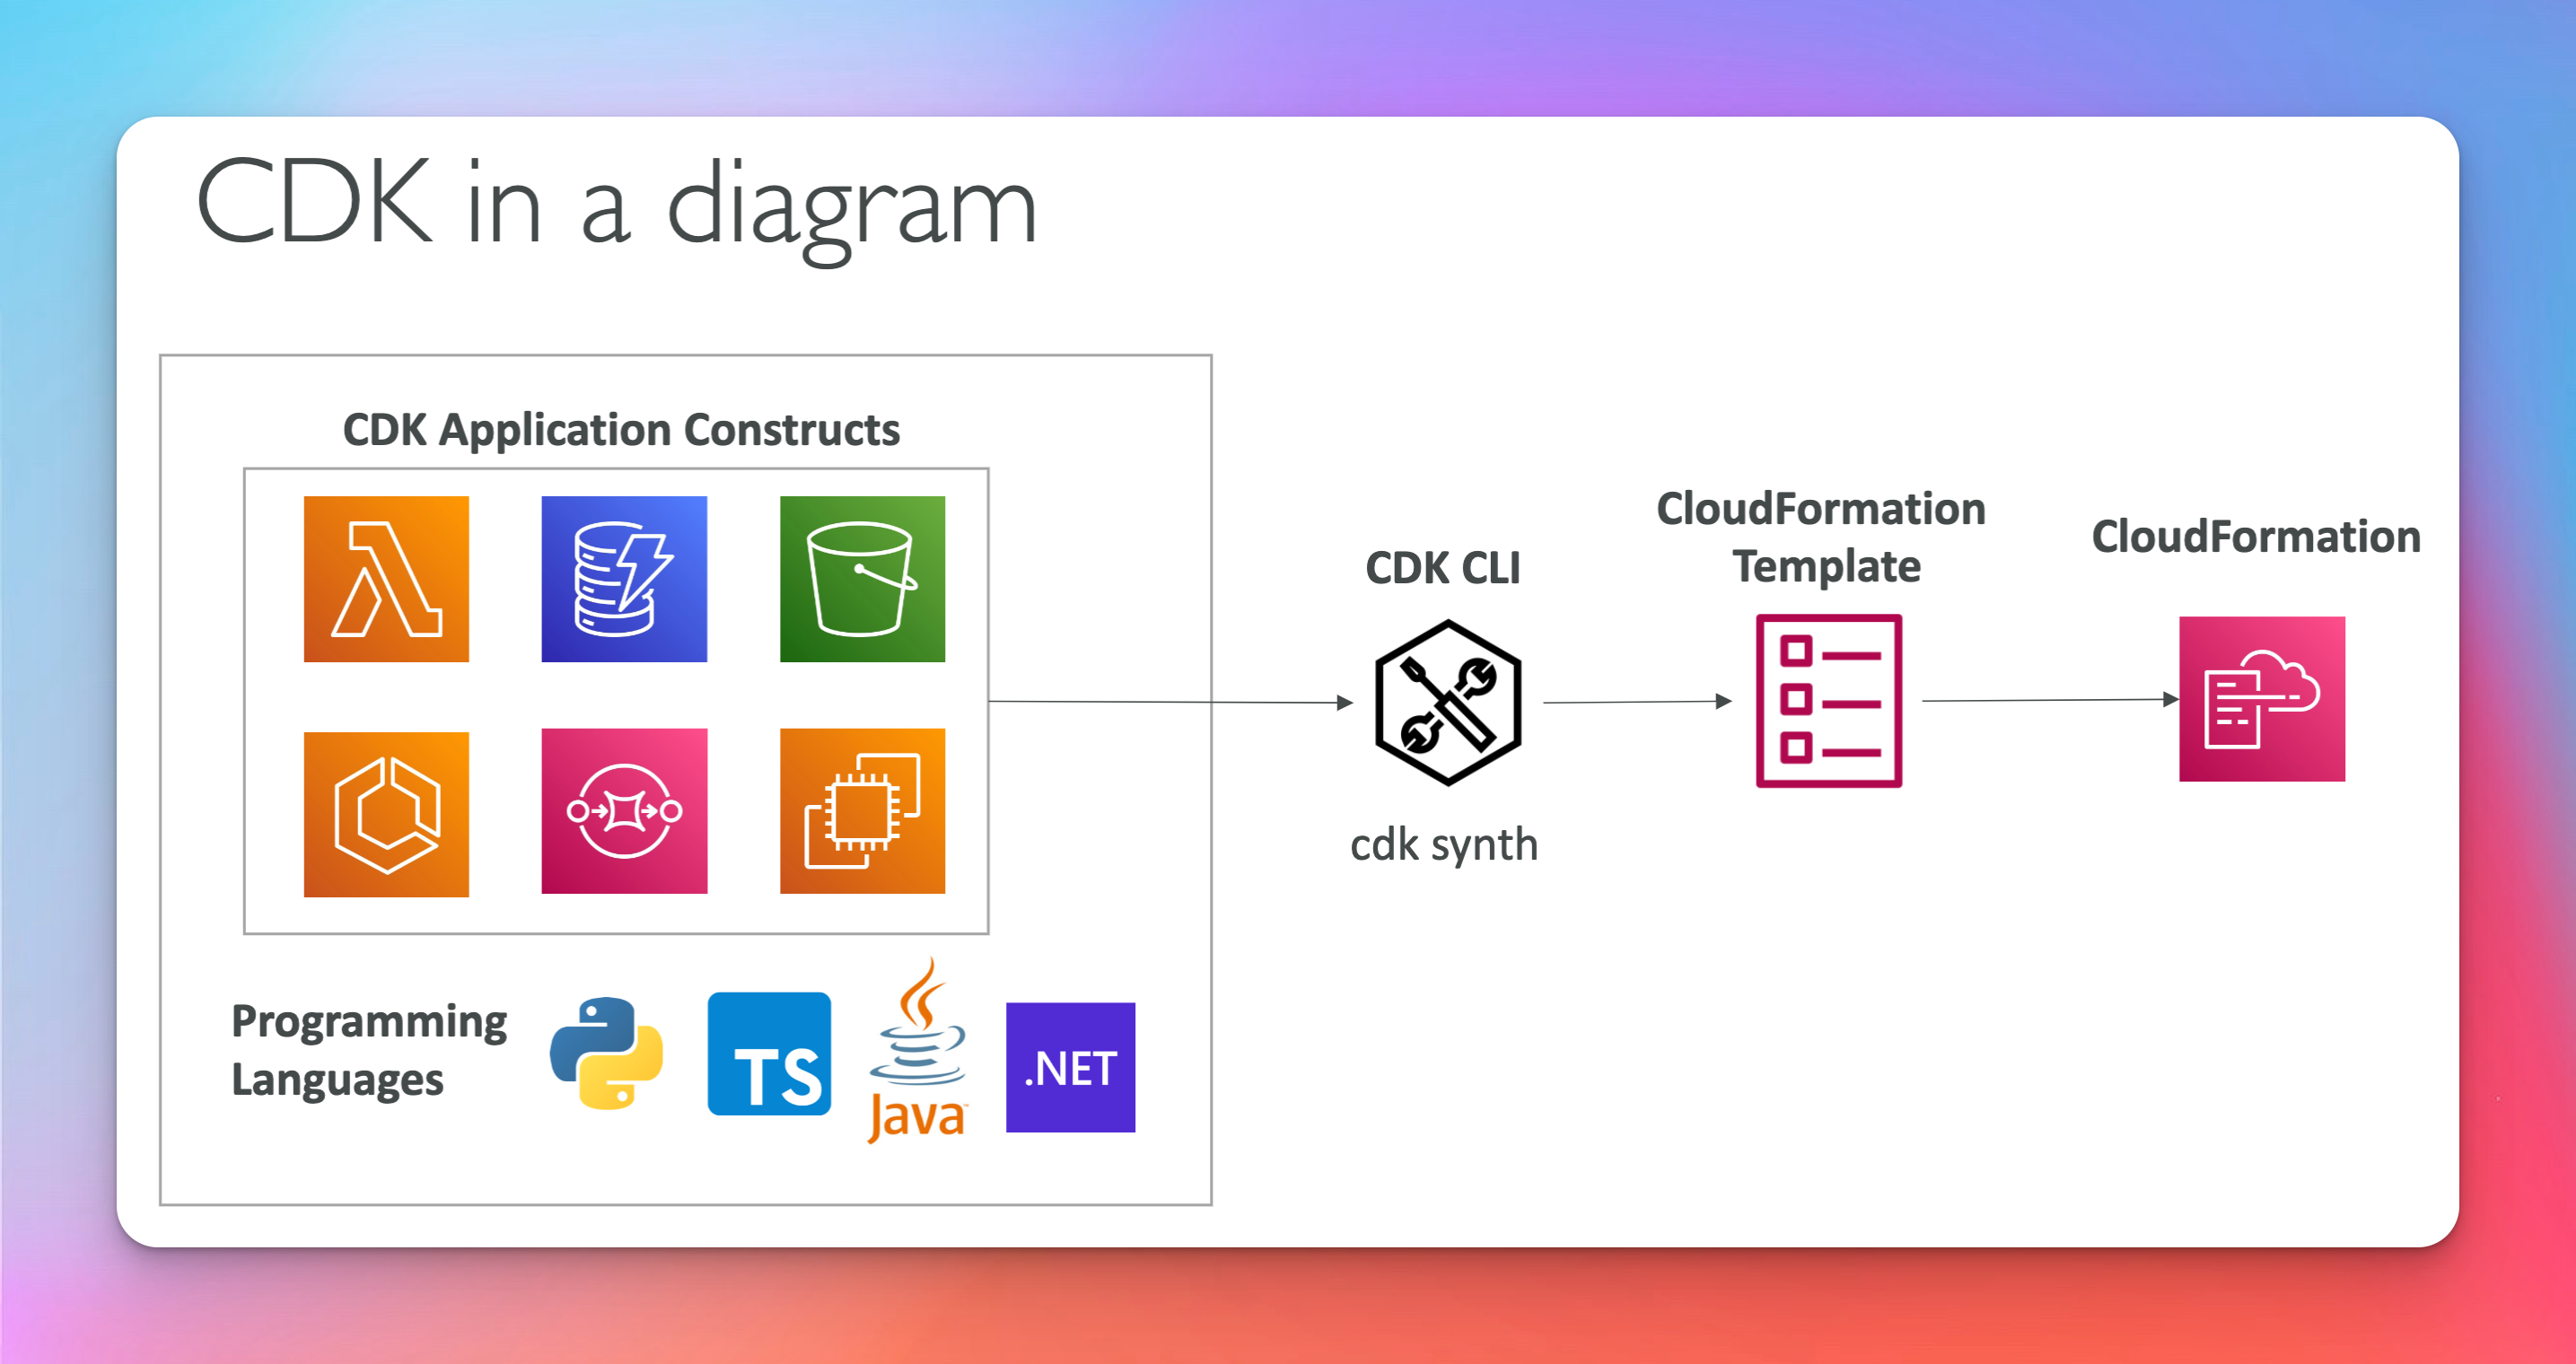 CDK in a diagram
CDK Application Constructs
Programming
Languages
TS
Java
.NET
CDK CLI
cdk synth
CloudFormation
Template
CloudFormation